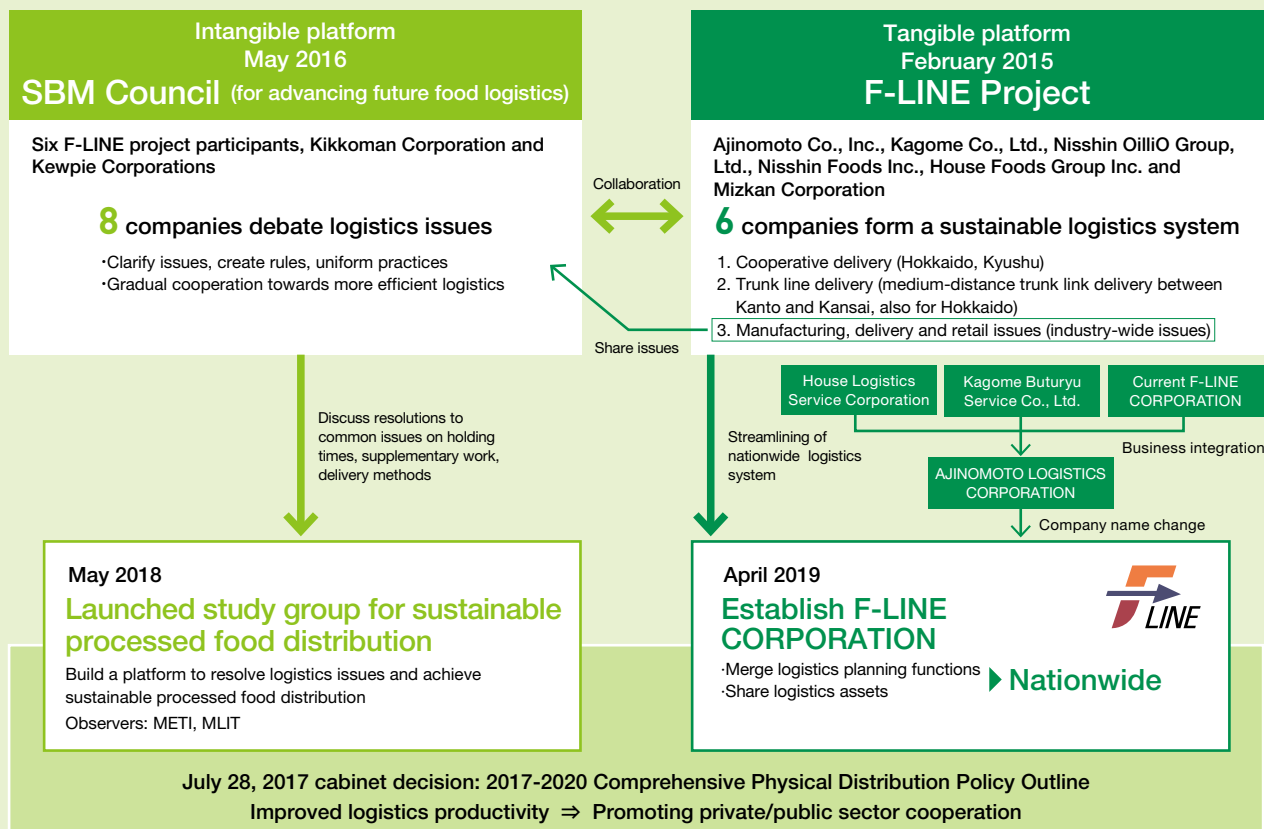 Intangible platform
May 2016
SBM Council (for advancing future food logistics)
Six F-LINE project participants, Kikkoman Corporation and
Kewpie Corporations
8 companies debate logistics issues
・Clarify issues, create rules, uniform practices
・Gradual cooperation towards more efficient logistics
Collaboration
Share issues
Tangible platform
February 2015
F-LINE Project
Ajinomoto Co., Inc., Kagome Co., Ltd., Nisshin OilliO Group,
Ltd., Nisshin Foods Inc., House Foods Group Inc. and
Mizkan Corporation
6 companies form a sustainable logistics system
1. Cooperative delivery (Hokkaido, Kyushu)
2. Trunk line delivery (medium-distance trunk link delivery between
Kanto and Kansai, also for Hokkaido)
3. Manufacturing, delivery and retail issues (industry-wide issues)
Discuss resolutions to
common issues on holding
times, supplementary work,
delivery methods
Streamlining of
nationwide logistics
system
House Logistics
Service Corporation
Kagome Buturyu
Service Co., Ltd.
Current F-LINE
CORPORATION
Business integration
AJINOMOTO LOGISTICS
CORPORATION
Company name change
May 2018
Launched study group for sustainable
processed food distribution
Build a platform to resolve logistics issues and achieve
sustainable processed food distribution
Observers: METI, MLIT
April 2019
Establish F-LINE
CORPORATION
·Merge logistics planning functions
·Share logistics assets
Nationwide
F LINE
July 28, 2017 cabinet decision: 2017-2020 Comprehensive Physical Distribution Policy Outline
Improved logistics productivity ⇒ Promoting private/public sector cooperation